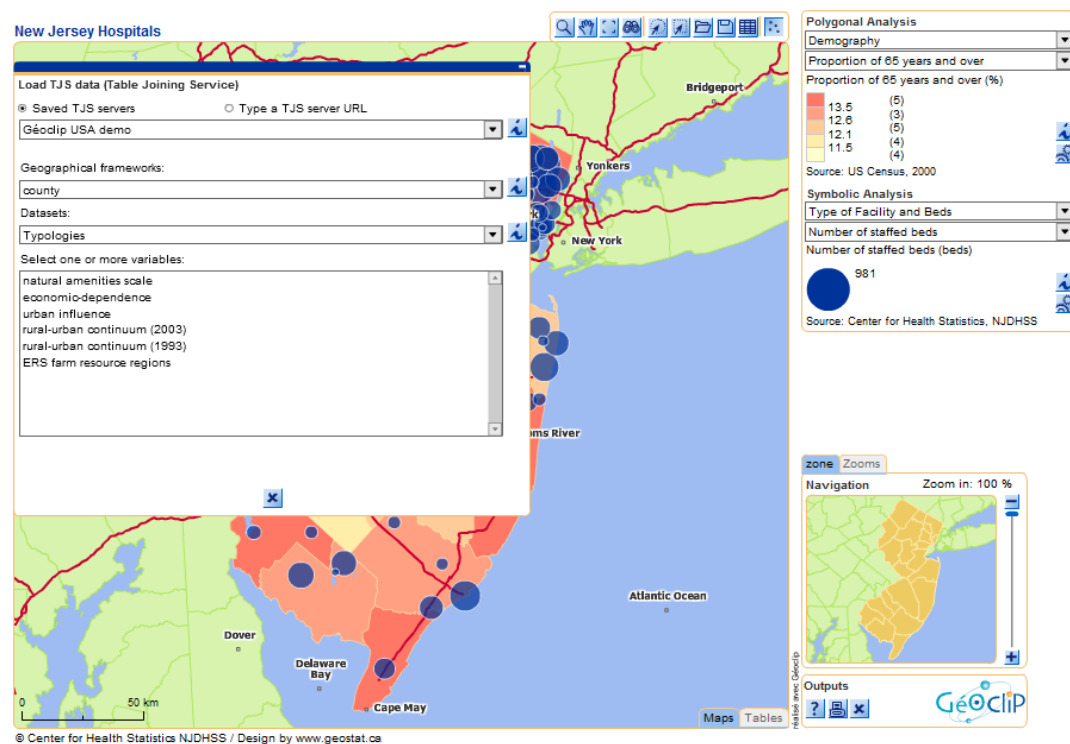 New Jersey Hospitals
Load TJS data (Table Joining Service)
Saved TJS servers
Type a TJS server URL
Géoclip USA demo
Geographical frameworks:
county
Datasets:
Typologies
Select one or more variables:
natural amenities scale
economic-dependence
urban influence
rural-urban continuum (2003)
rural-urban continuum (1993)
ERS farm resource regions
Bridgeport
Yonkers
New York
ms River
Atlantic Ocean
Dover
Delaware
Bay
Cape May
0 50 km
Maps Tables
© Center for Health Statistics NJDHSS / Design by www.geostat.ca
Polygonal Analysis
Demography
Proportion of 65 years and over
Proportion of 65 years and over (%)
13.5 (5)
12.6 (3)
12.1 (5)
11.5 (4)
(4)
Source: US Census, 2000
Symbolic Analysis
Type of Facility and Beds
Number of staffed beds
Number of staffed beds (beds)
981
Source: Center for Health Statistics, NJDHSS
zone Zooms
Navigation Zoom in: 100 %
réalisé avec Géoclip
Outputs
GéoclIP